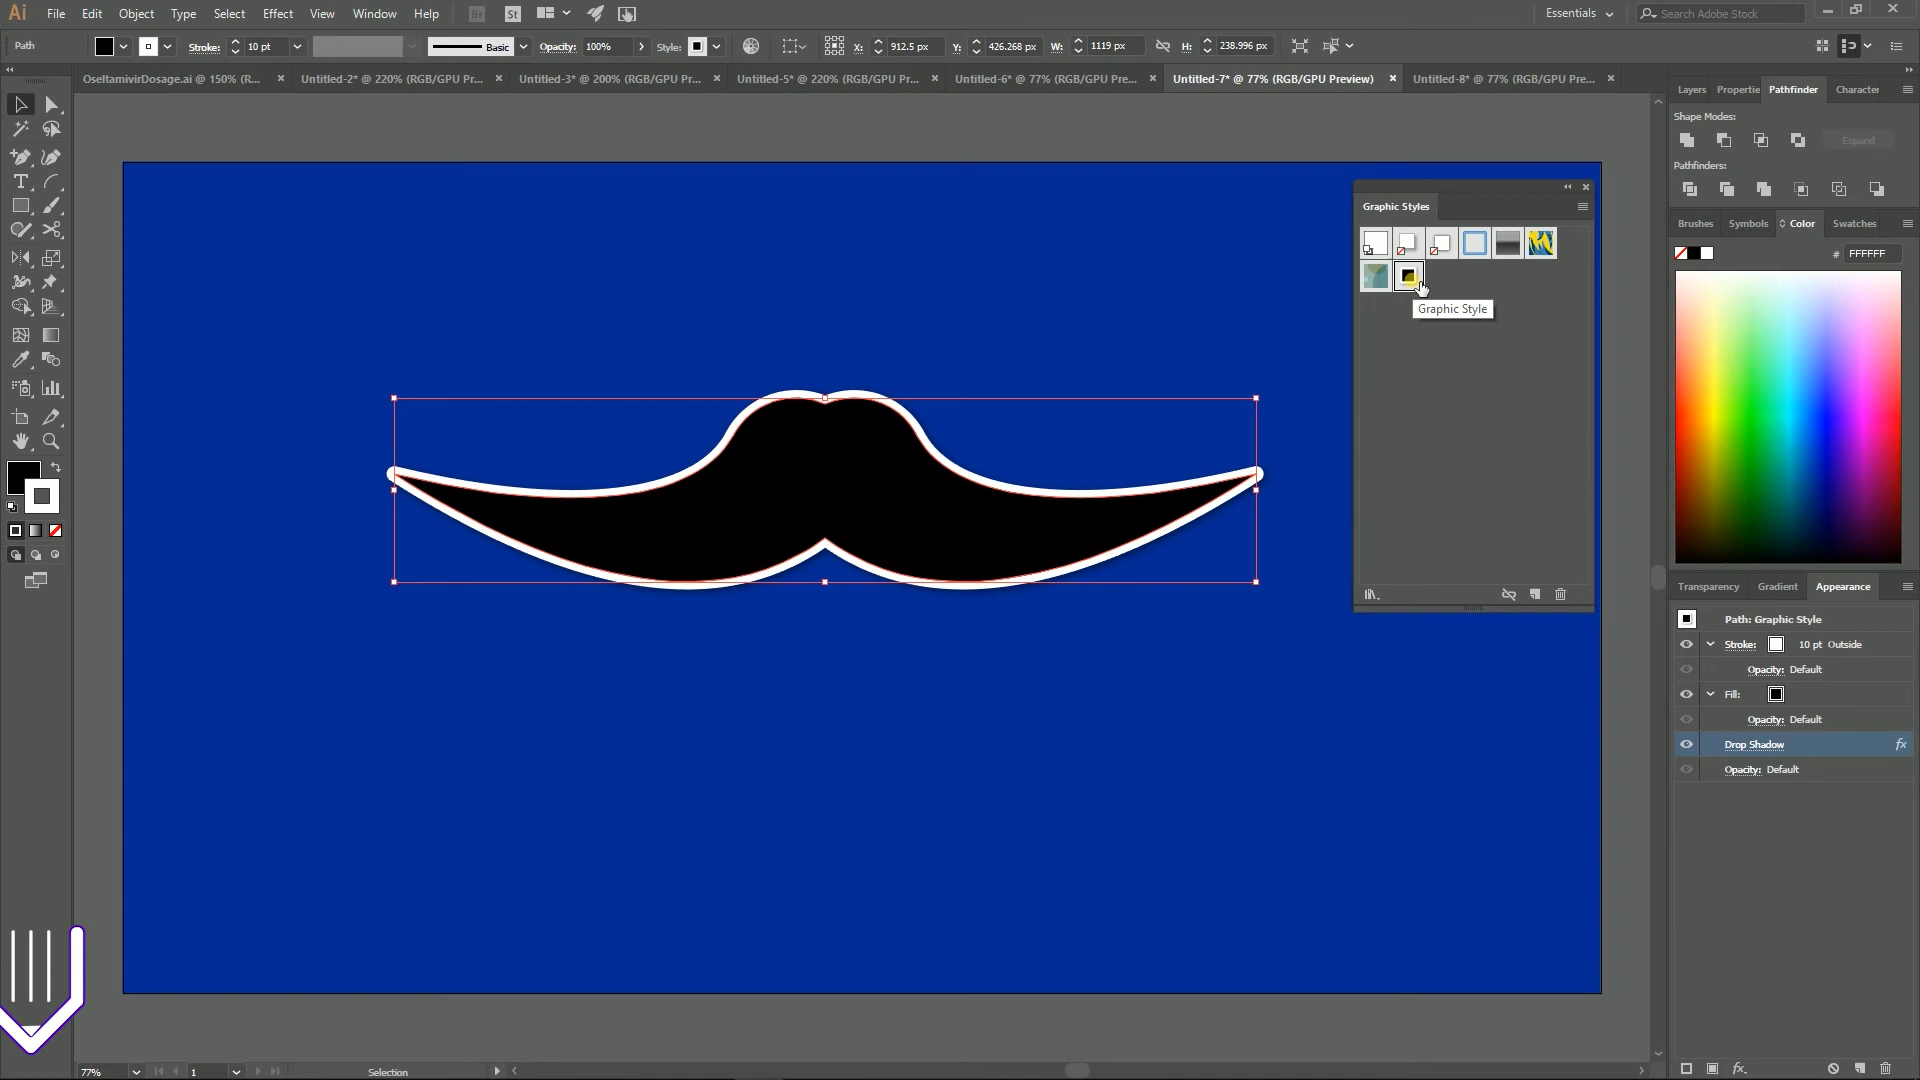 Ai File Edit Object Type Select Effect View Window Help Br St Essentials Search Adobe Stock
Path Stroke: 10 pt Basic Opacity: 100% Style: X: 912.5 px Y: 426.268 px W: 1119 px H: 238.996 px
OseltamivirDosage.ai @ 150% (R... Untitled-2* @ 220% (RGB/GPU Pr... Untitled-3* @ 200% (RGB/GPU Pr... Untitled-5* @ 220% (RGB/GPU Pr... Untitled-6* @ 77% (RGB/GPU Pre... Untitled-7* @ 77% (RGB/GPU Preview) Untitled-8* @ 77% (RGB/GPU Pre...
Layers Propertie Pathfinder Character
Shape Modes:
Expand
Pathfinders:
Graphic Styles
Graphic Style
Brushes Symbols Color Swatches
# FFFFFF
Transparency Gradient Appearance
Path: Graphic Style
Stroke: 10 pt Outside
Opacity: Default
Fill:
Opacity: Default
Drop Shadow fx
Opacity: Default
fx
77% 1 Selection